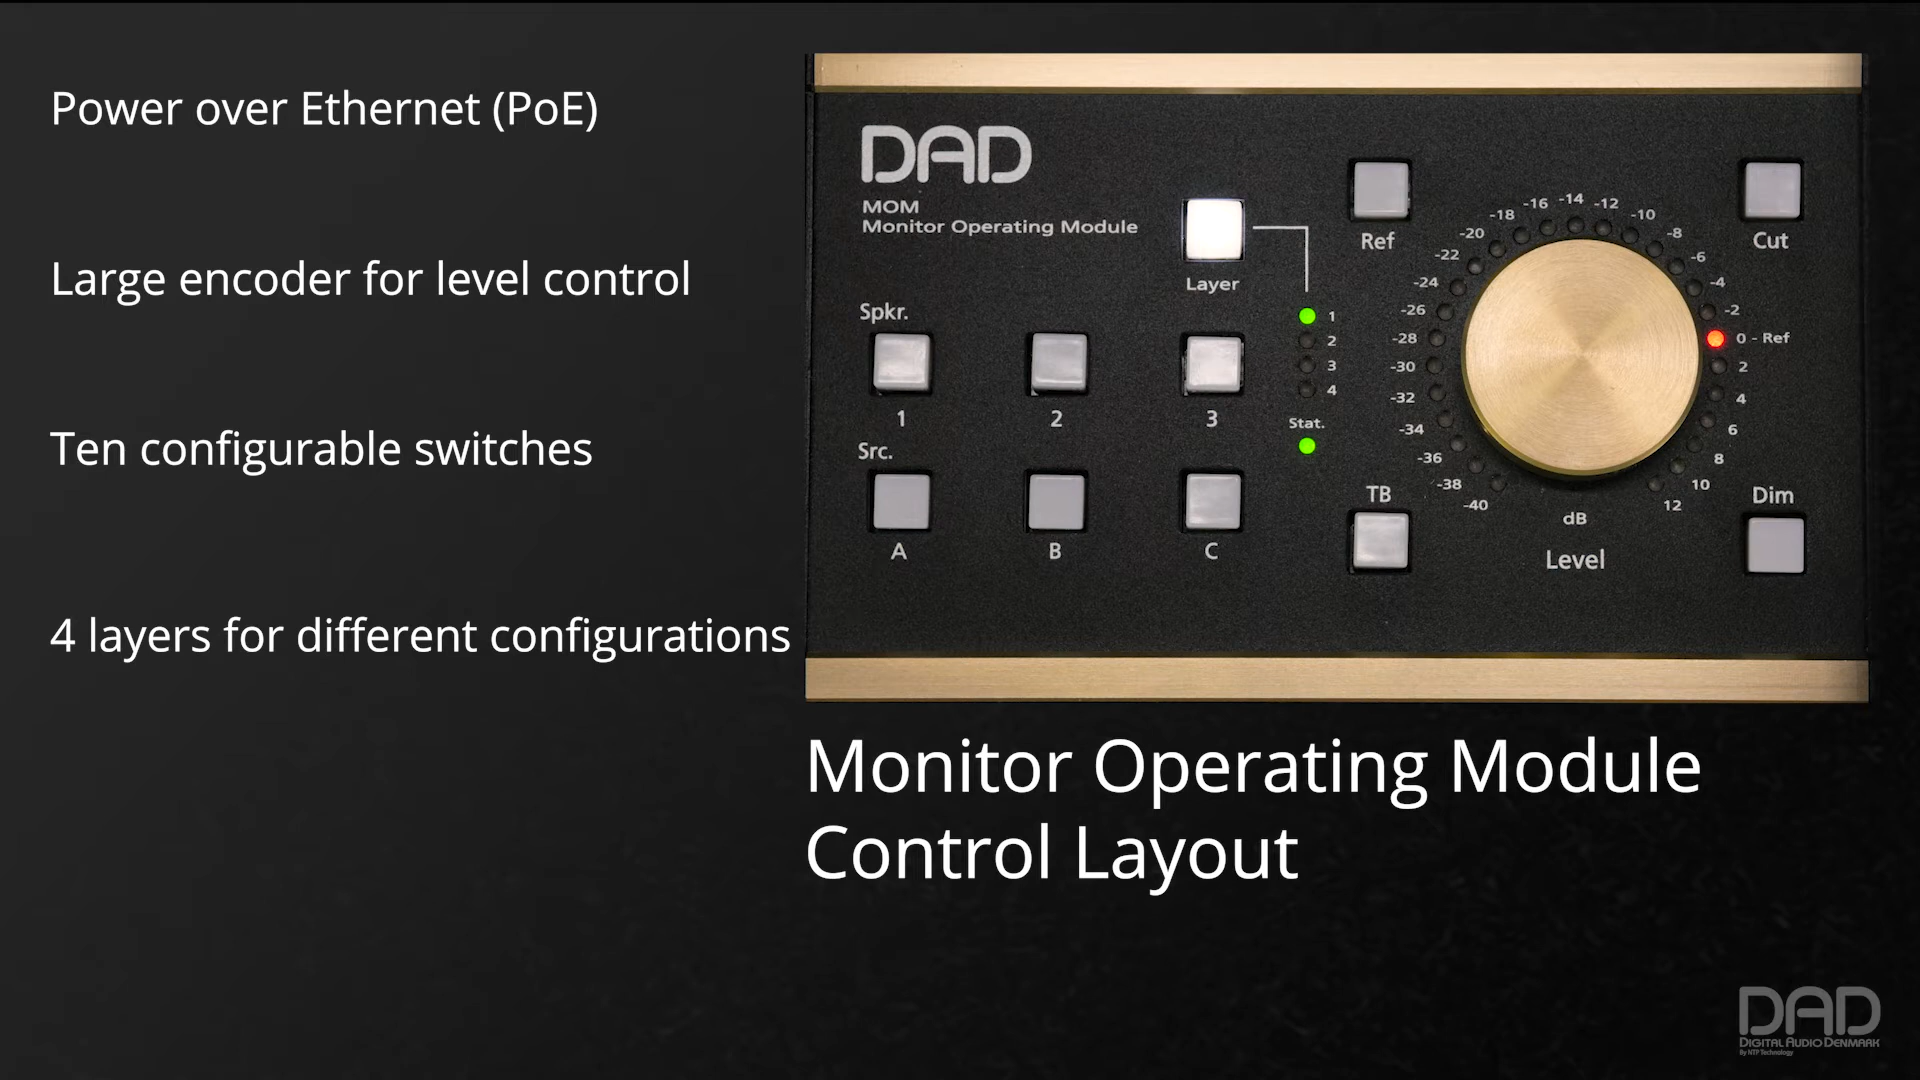 Power over Ethernet (PoE)
Large encoder for level control
Ten configurable switches
4 layers for different configurations
DAD
MOM
Monitor Operating Module
Layer
Ref
Cut
Spkr.
1
2
3
Src.
A
B
C
1
2
3
4
Stat.
TB
Dim
-40
-38
-36
-34
-32
-30
-28
-26
-24
-22
-20
-18
-16
-14
-12
-10
-8
-6
-4
-2
0 - Ref
2
4
6
8
10
12
dB
Level
Monitor Operating Module
Control Layout
DAD
DIGITAL AUDIO DENMARK
By NTP Technology